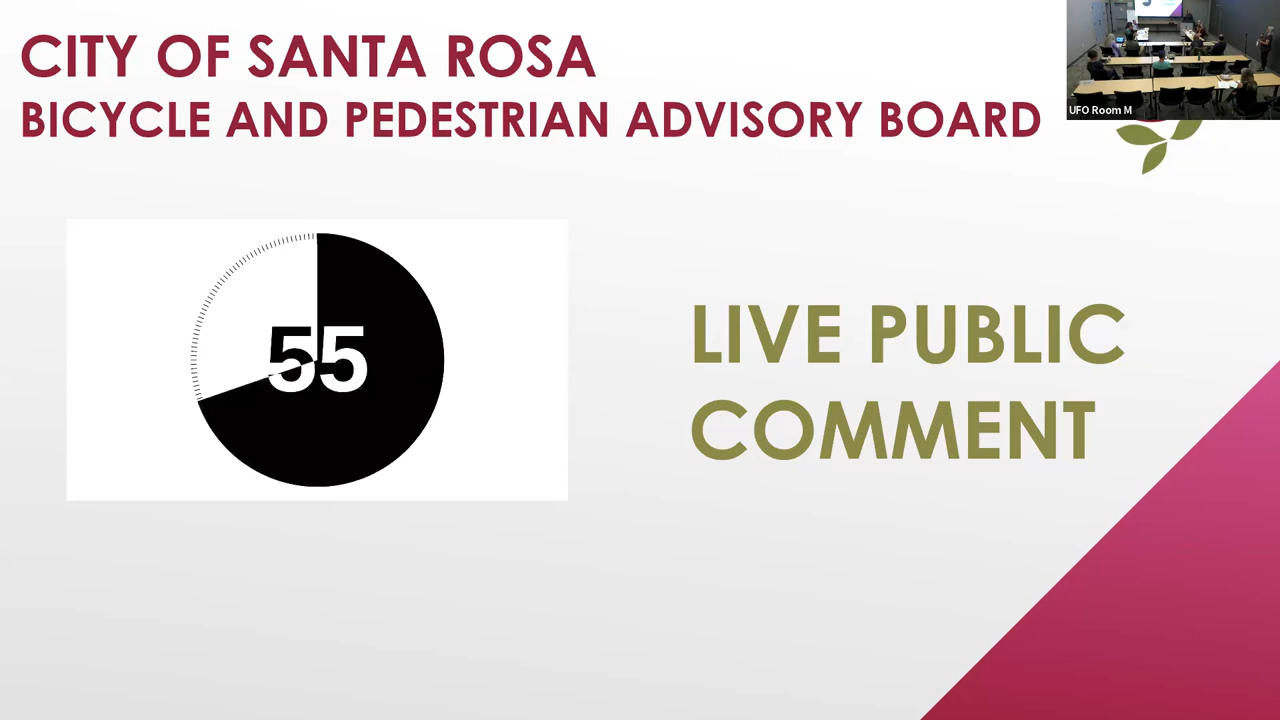 CITY OF SANTA ROSA
BICYCLE AND PEDESTRIAN ADVISORY BOARD
UFO Room M
55
LIVE PUBLIC
COMMENT